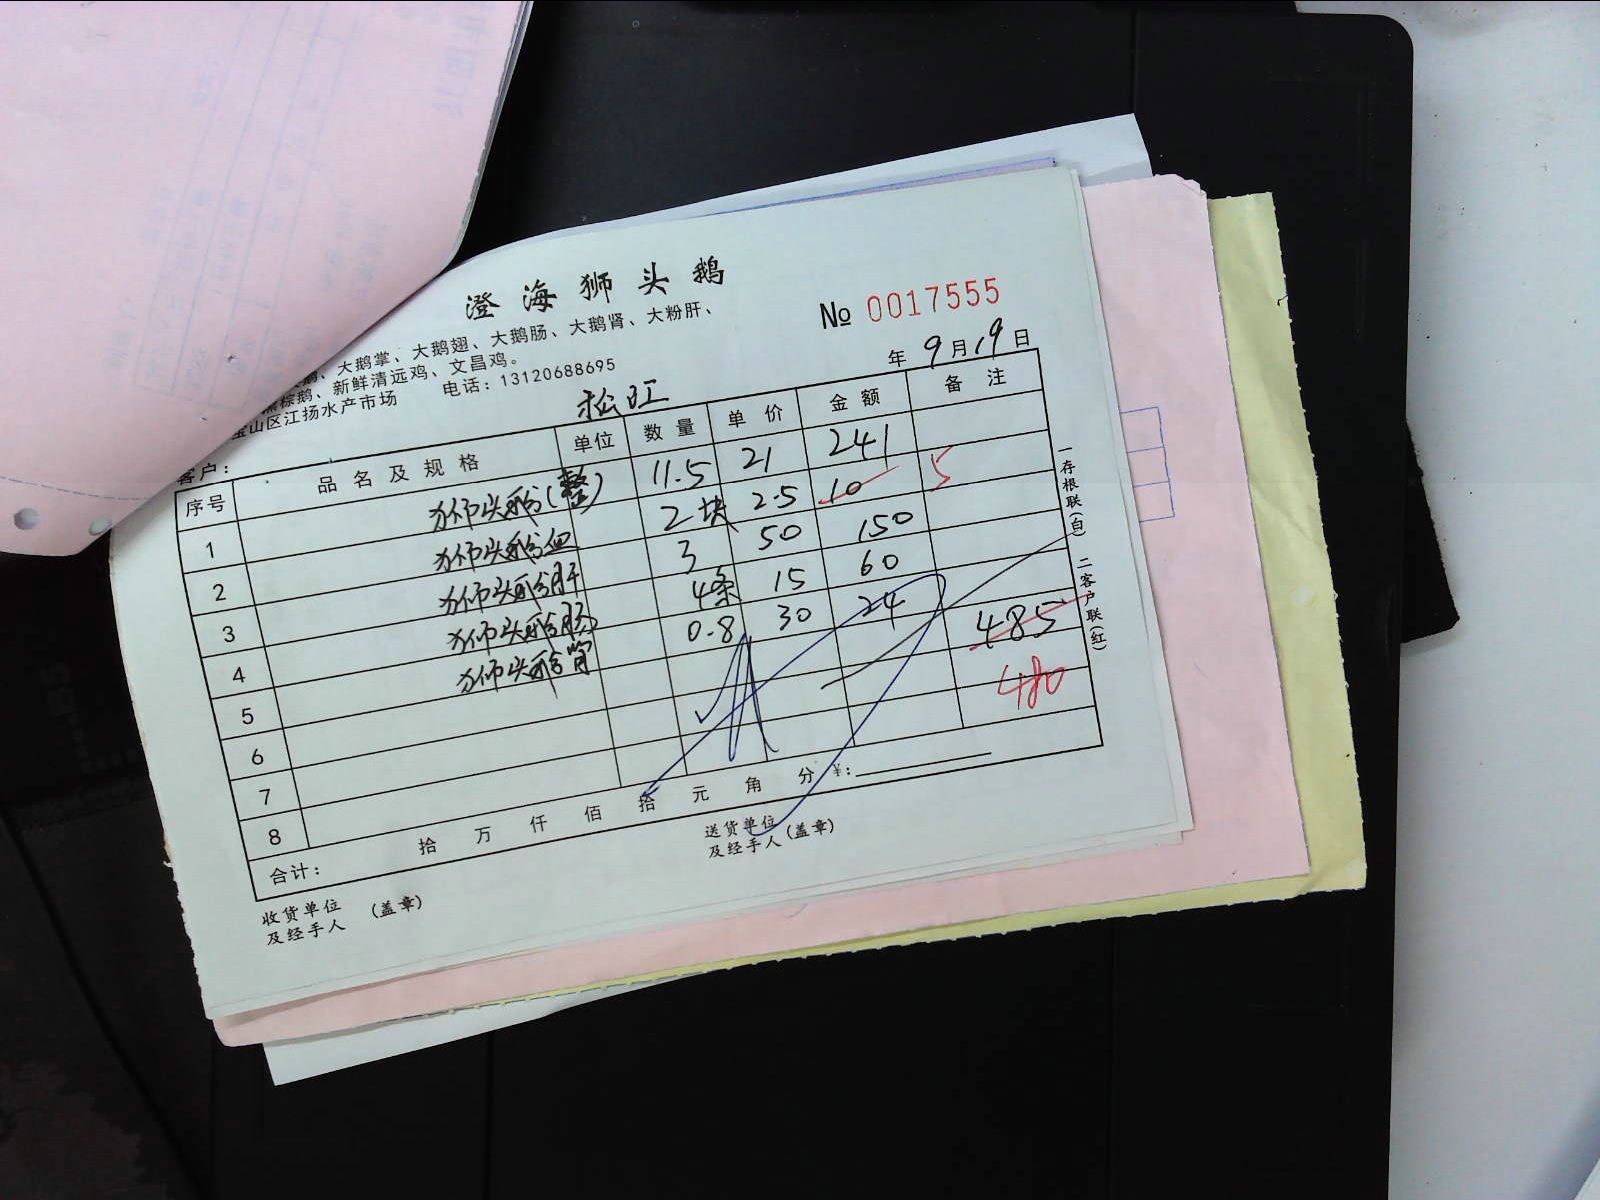 澄海狮头鹅
№ 0017555
鹅、大鹅掌、大鹅翅、大鹅肠、大鹅肾、大粉肝、
棕鹅、新鲜清远鸡、文昌鸡。
宝山区江扬水产市场 电话：13120688695
年 9 月 19 日
客户： 松江
序号 品名及规格 单位 数量 单价 金额 备注
1 狮头鹅(整) 11.5 21 241
2 狮头鹅血 2块 2.5 10 5
3 狮头鹅肝 3 50 150
4 狮头鹅肠 4条 15 60
5 狮头鹅肾 0.8 30 24
485
6
480
7
8
合计： 拾 万 仟 佰 拾 元 角 分 ¥：
收货单位及经手人 (盖章) 送货单位及经手人 (盖章)
一存根联(白) 二客户联(红)